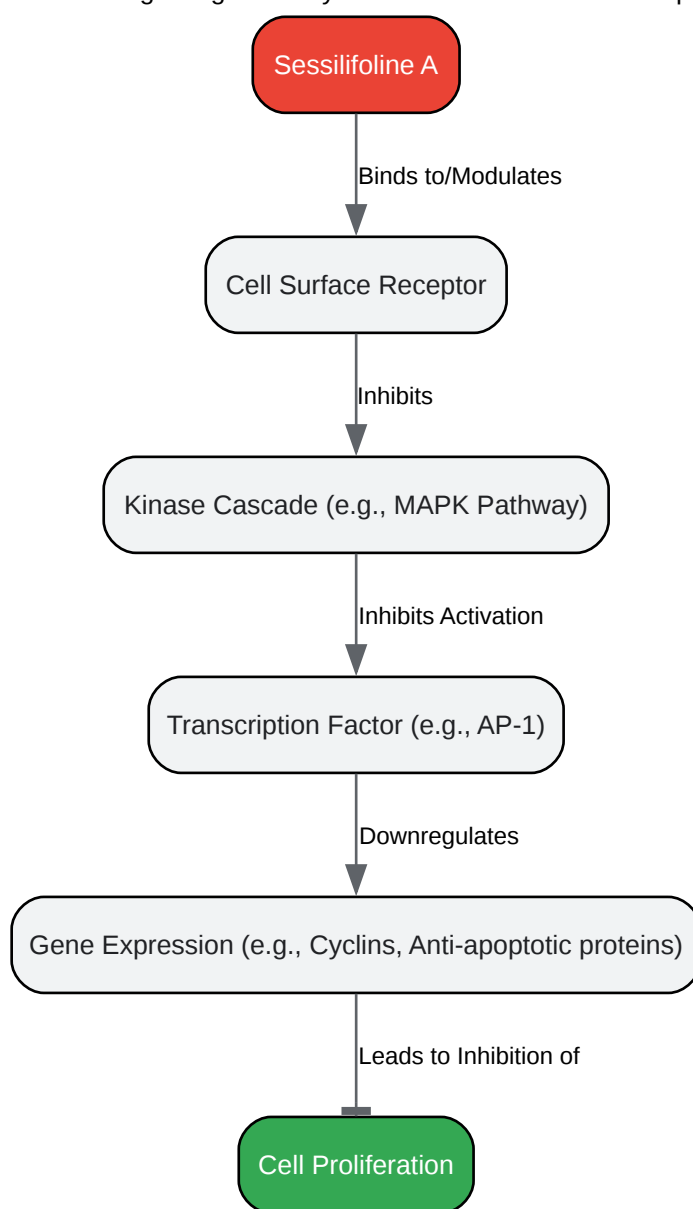 Sessilifoline A
Binds to/Modulates
Cell Surface Receptor
Inhibits
Kinase Cascade (e.g., MAPK Pathway)
Inhibits Activation
Transcription Factor (e.g., AP-1)
Downregulates
Gene Expression (e.g., Cyclins, Anti-apoptotic proteins)
Leads to Inhibition of
Cell Proliferation